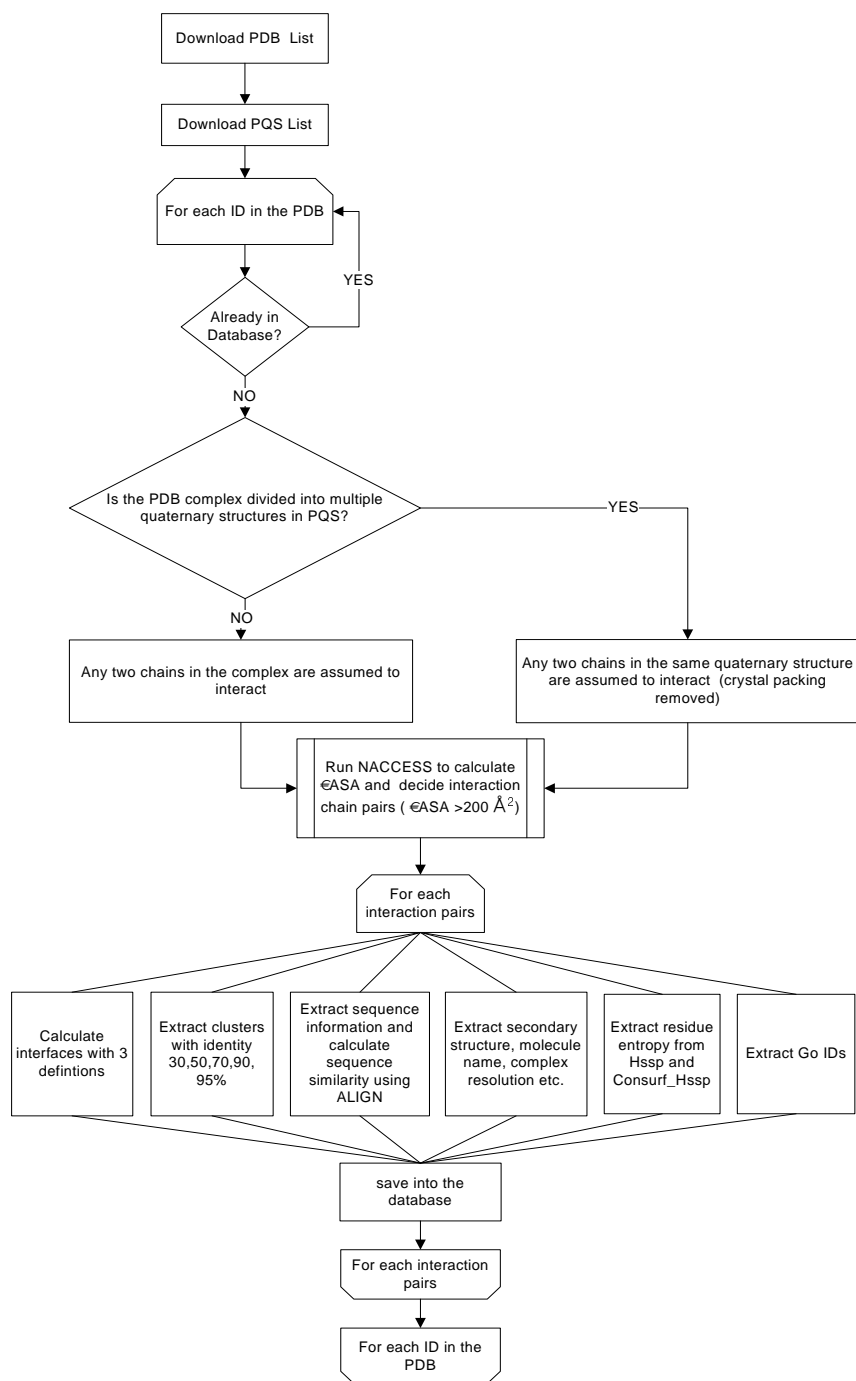 Download PDB List
Download PQS List
For each ID in the PDB
YES
Already in
Database?
NO
Is the PDB complex divided into multiple
quaternary structures in PQS?
YES
NO
Any two chains in the complex are assumed to
interact
Any two chains in the same quaternary structure
are assumed to interact (crystal packing
removed)
Run NACCESS to calculate
€ASA and decide interaction
chain pairs ( €ASA >200 Å²)
For each
interaction pairs
Calculate
interfaces with 3
defintions
Extract clusters
with identity
30,50,70,90,
95%
Extract sequence
information and
calculate
sequence
similarity using
ALIGN
Extract secondary
structure, molecule
name, complex
resolution etc.
Extract residue
entropy from
Hssp and
Consurf_Hssp
Extract Go IDs
save into the
database
For each interaction
pairs
For each ID in the
PDB